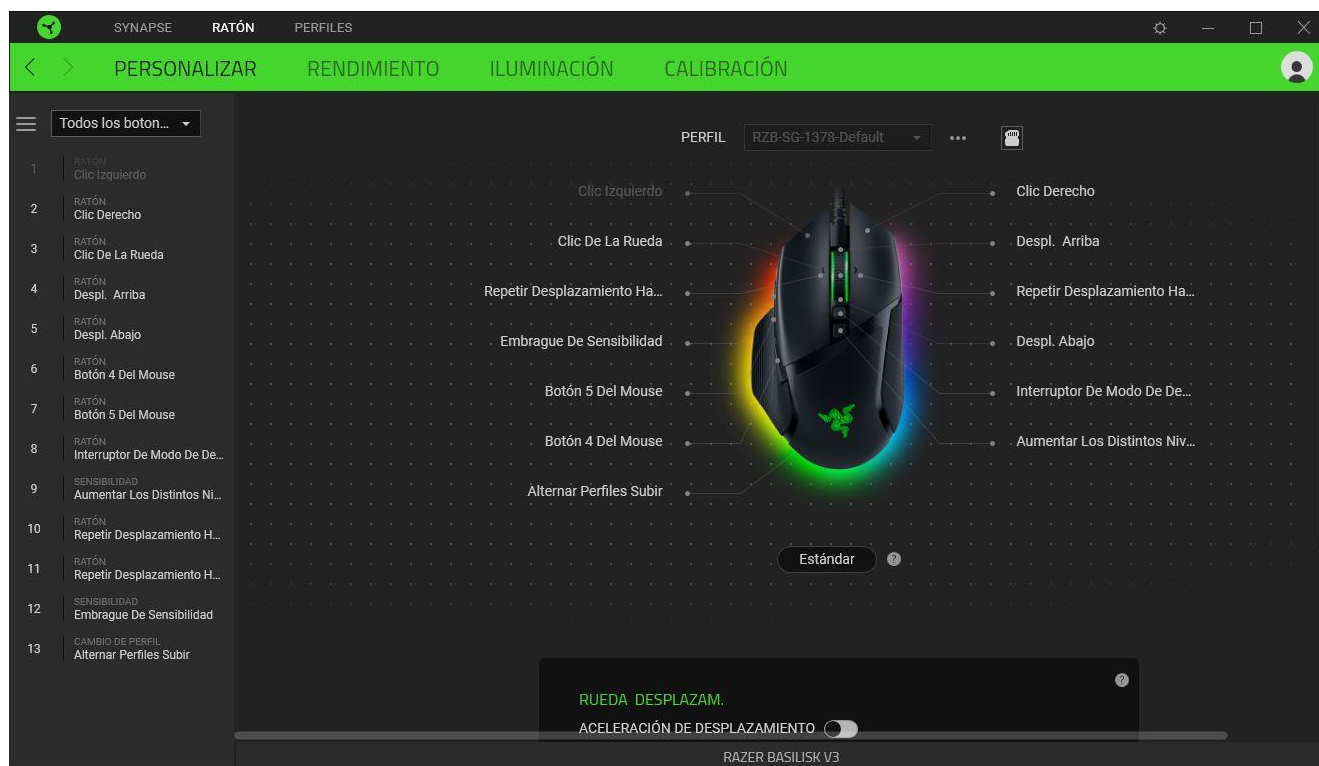 SYNAPSE RATÓN PERFILES
PERSONALIZAR RENDIMIENTO ILUMINACIÓN CALIBRACIÓN
Todos los boton...
PERFIL RZB-SG-1378-Default
1 RATÓN
Clic Izquierdo
2 RATÓN
Clic Derecho
3 RATÓN
Clic De La Rueda
4 RATÓN
Despl. Arriba
5 RATÓN
Despl. Abajo
6 RATÓN
Botón 4 Del Mouse
7 RATÓN
Botón 5 Del Mouse
8 RATÓN
Interruptor De Modo De De...
9 SENSIBILIDAD
Aumentar Los Distintos Ni...
10 RATÓN
Repetir Desplazamiento H...
11 RATÓN
Repetir Desplazamiento H...
12 SENSIBILIDAD
Embrague De Sensibilidad
13 CAMBIO DE PERFIL
Alternar Perfiles Subir
Clic Izquierdo
Clic De La Rueda
Repetir Desplazamiento Ha...
Embrague De Sensibilidad
Botón 5 Del Mouse
Botón 4 Del Mouse
Alternar Perfiles Subir
Clic Derecho
Despl. Arriba
Repetir Desplazamiento Ha...
Despl. Abajo
Interruptor De Modo De De...
Aumentar Los Distintos Niv...
Estándar ?
?
RUEDA DESPLAZAM.
ACELERACIÓN DE DESPLAZAMIENTO
RAZER BASILISK V3